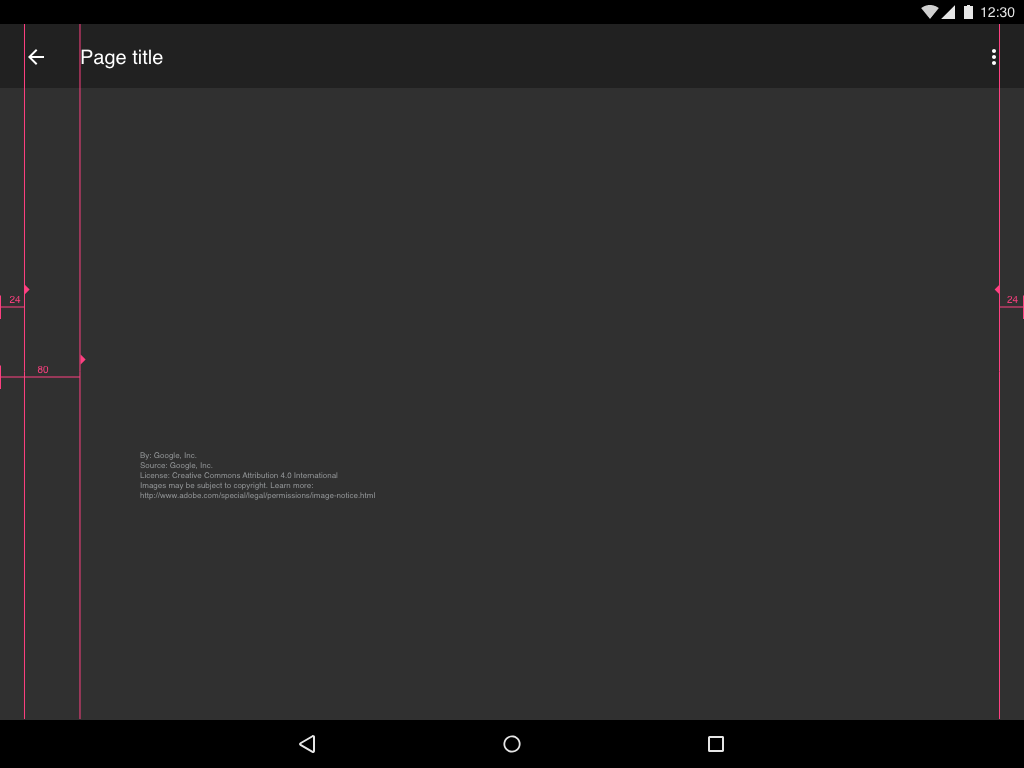 12:30
Page title
24
24
80
By: Google, Inc.
Source: Google, Inc.
License: Creative Commons Attribution 4.0 International
Images may be subject to copyright. Learn more:
http://www.adobe.com/special/legal/permissions/image-notice.html